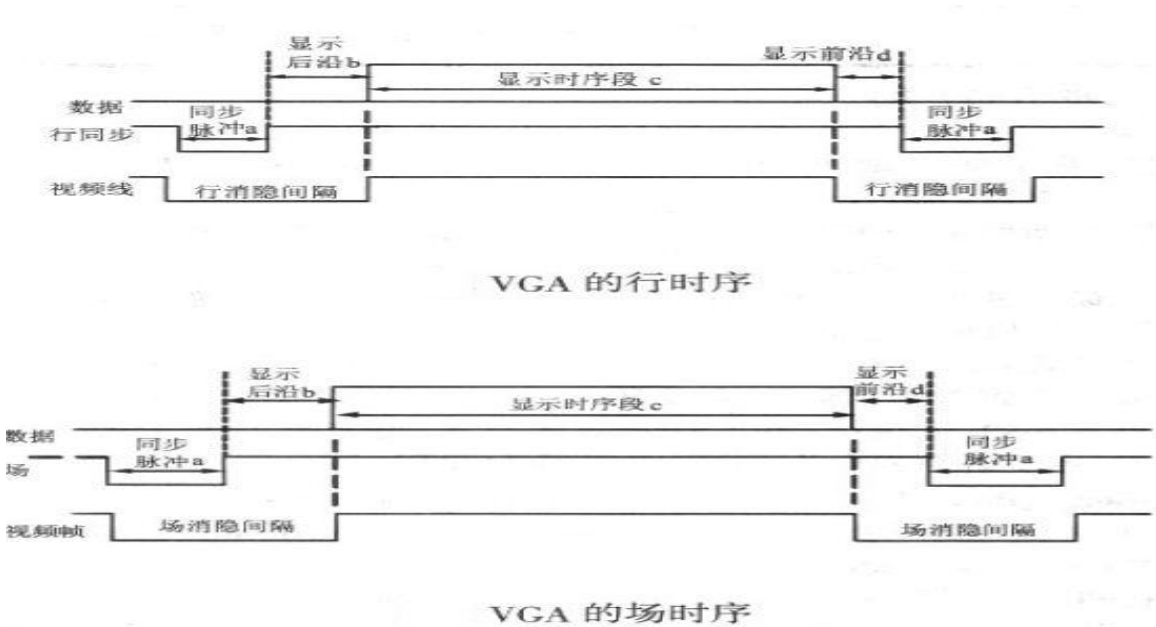 显示
后沿b
显示前沿d
显示时序段 c
数据
同步
脉冲a
同步
脉冲a
行同步
视频线
行消隐间隔
行消隐间隔
VGA 的行时序
显示
后沿b
显示
前沿d
显示时序段c
数据
同步
脉冲a
同步
脉冲a
场
视频帧
场消隐间隔
场消隐间隔
VGA 的场时序